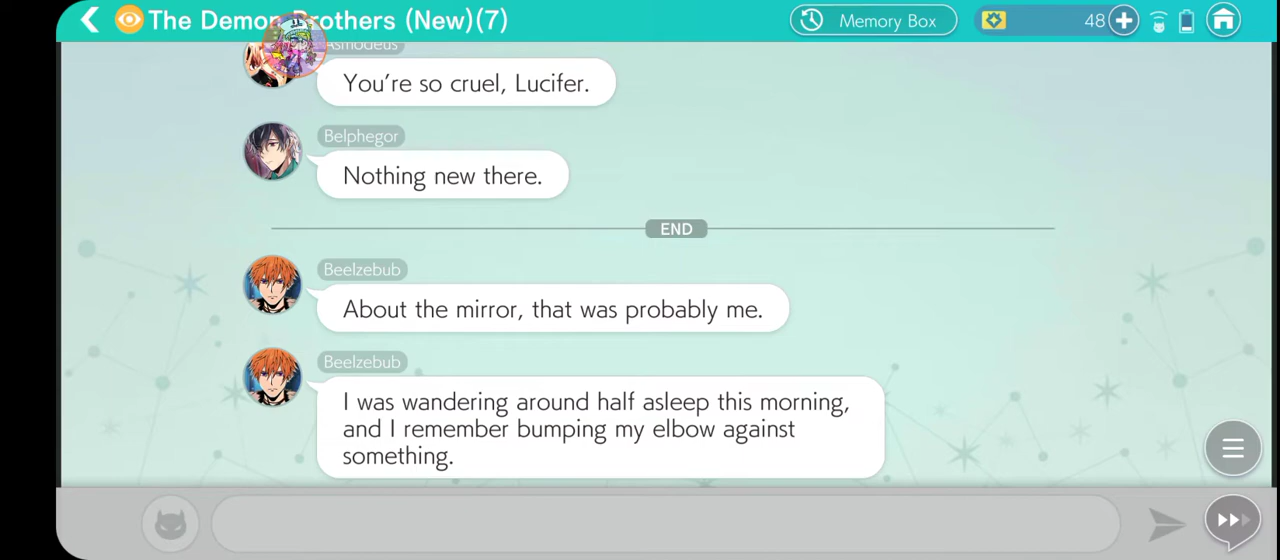 The Demon Brothers (New)(7)
Memory Box
48
Asmodeus
You're so cruel, Lucifer.
Belphegor
Nothing new there.
END
Beelzebub
About the mirror, that was probably me.
Beelzebub
I was wandering around half asleep this morning,
and I remember bumping my elbow against
something.